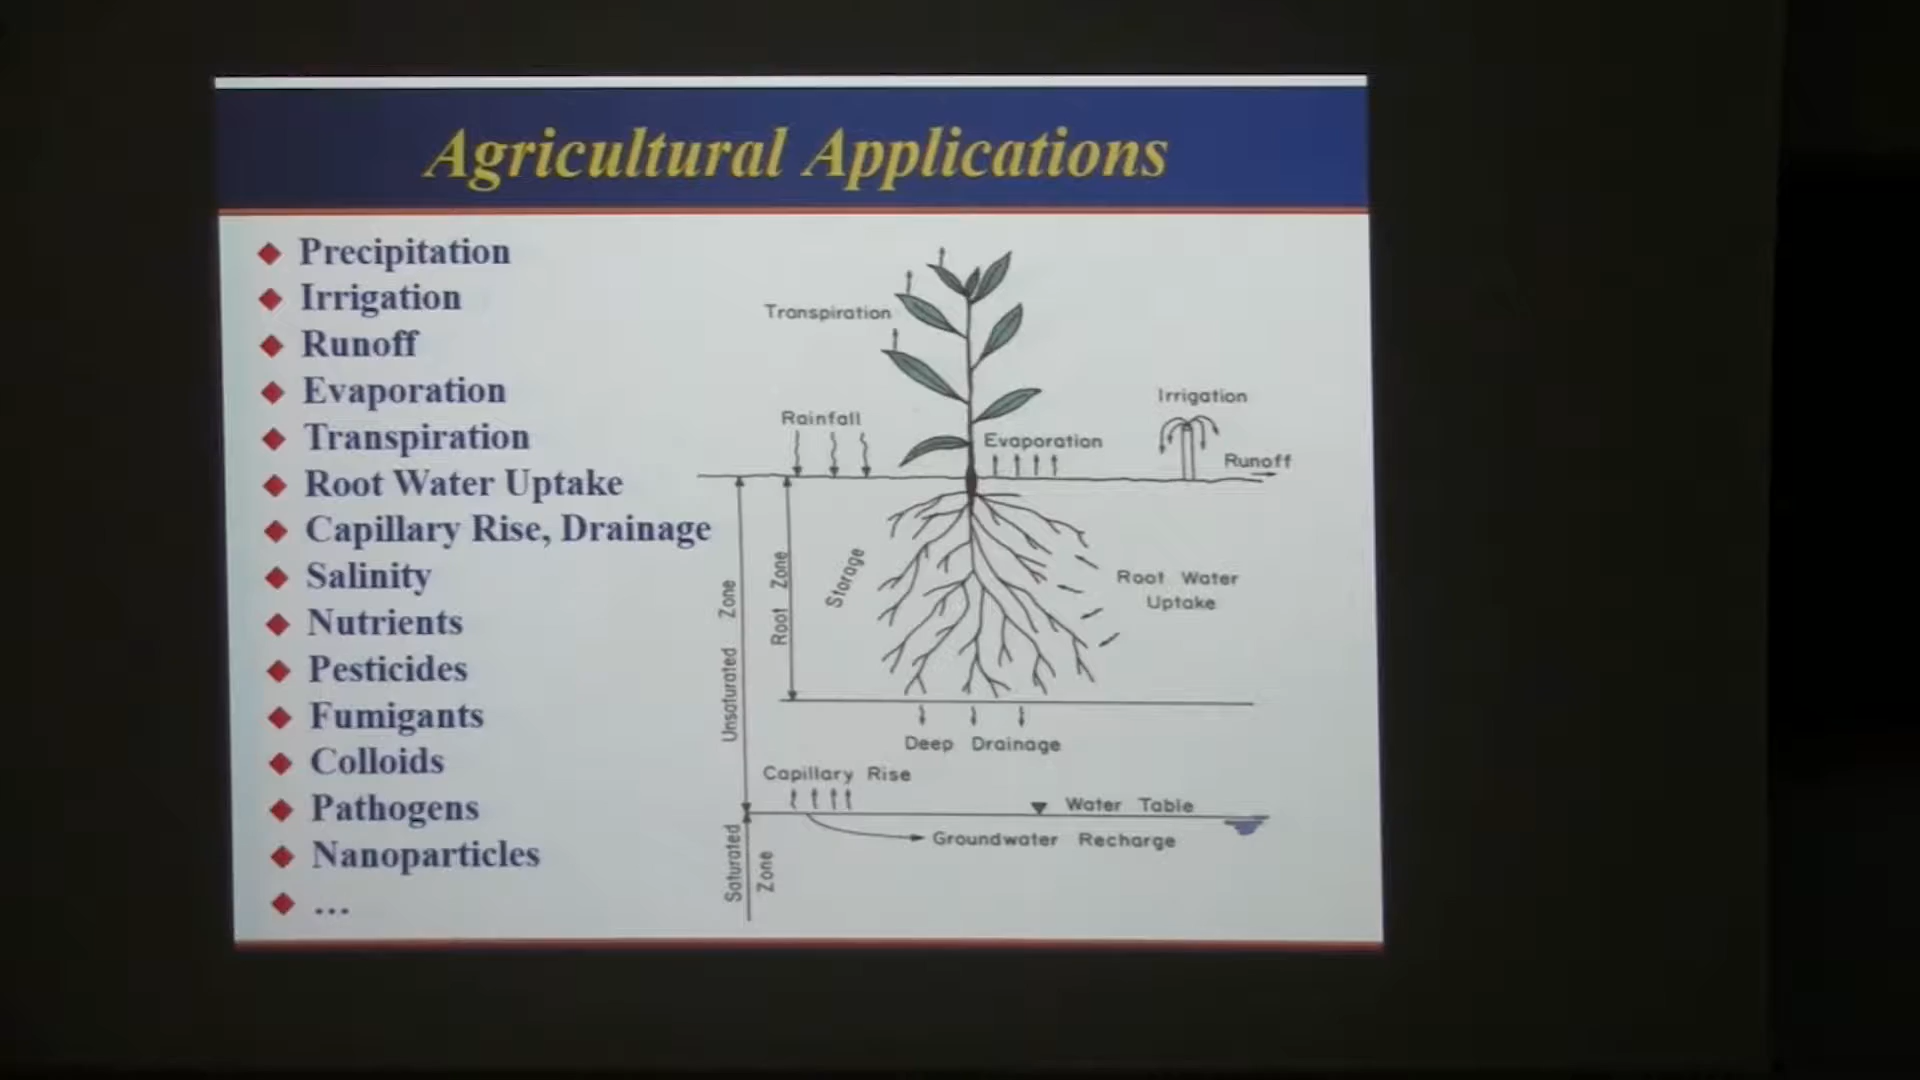 Agricultural Applications
Precipitation
Irrigation
Runoff
Evaporation
Transpiration
Root Water Uptake
Capillary Rise, Drainage
Salinity
Nutrients
Pesticides
Fumigants
Colloids
Pathogens
Nanoparticles
...
Transpiration
Rainfall
Evaporation
Irrigation
Runoff
Unsaturated Zone
Root Zone
Storage
Root Water
Uptake
Deep Drainage
Capillary Rise
Water Table
Groundwater Recharge
Saturated
Zone